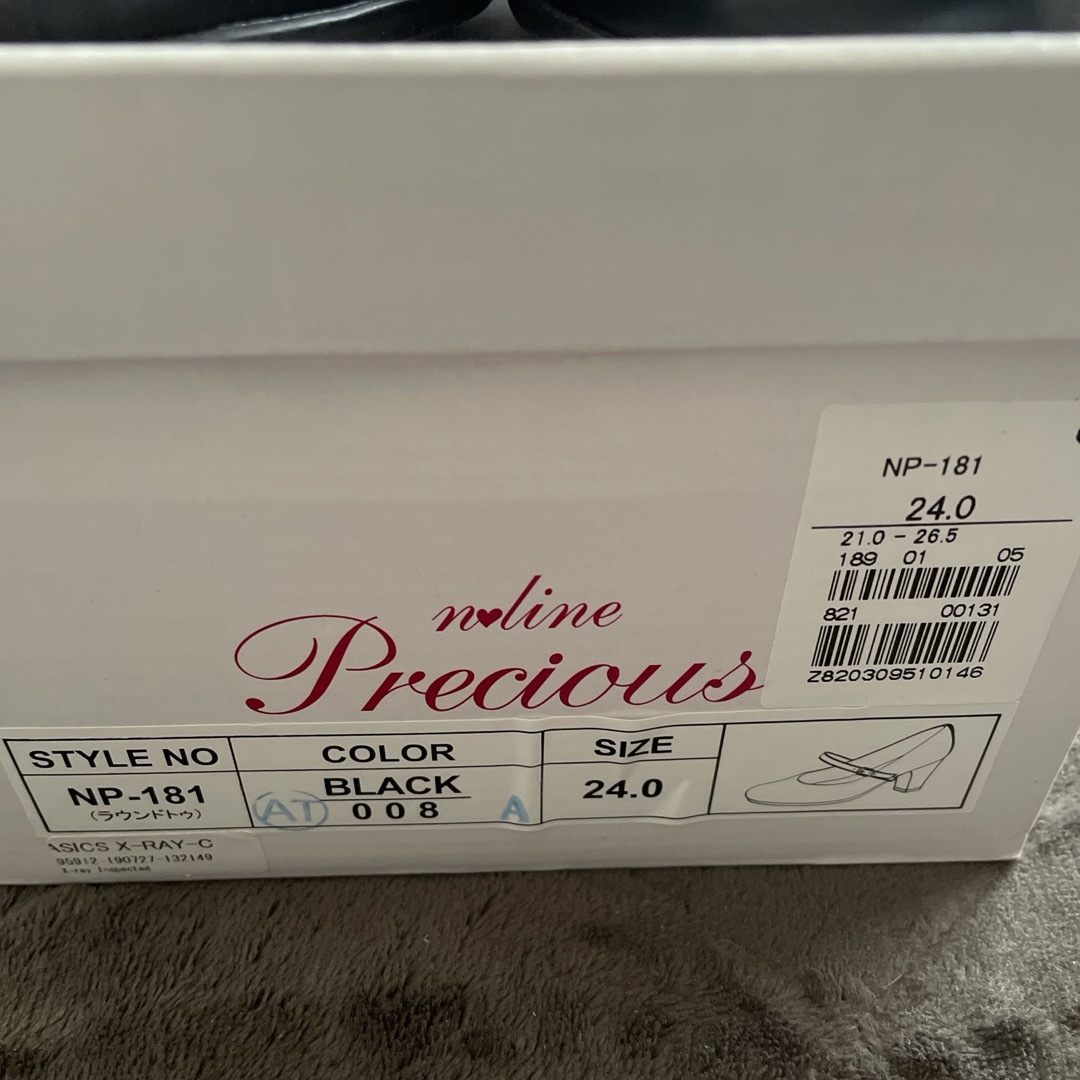 n♥line
Precious
NP-181
24.0
21.0 - 26.5
189 01 05
821 00131
Z820309510146
STYLE NO COLOR SIZE
NP-181 BLACK 24.0
(ラウンドトゥ) AT 008 A
ASICS X-RAY-C
95912-190727-132149
X-ray Inspected